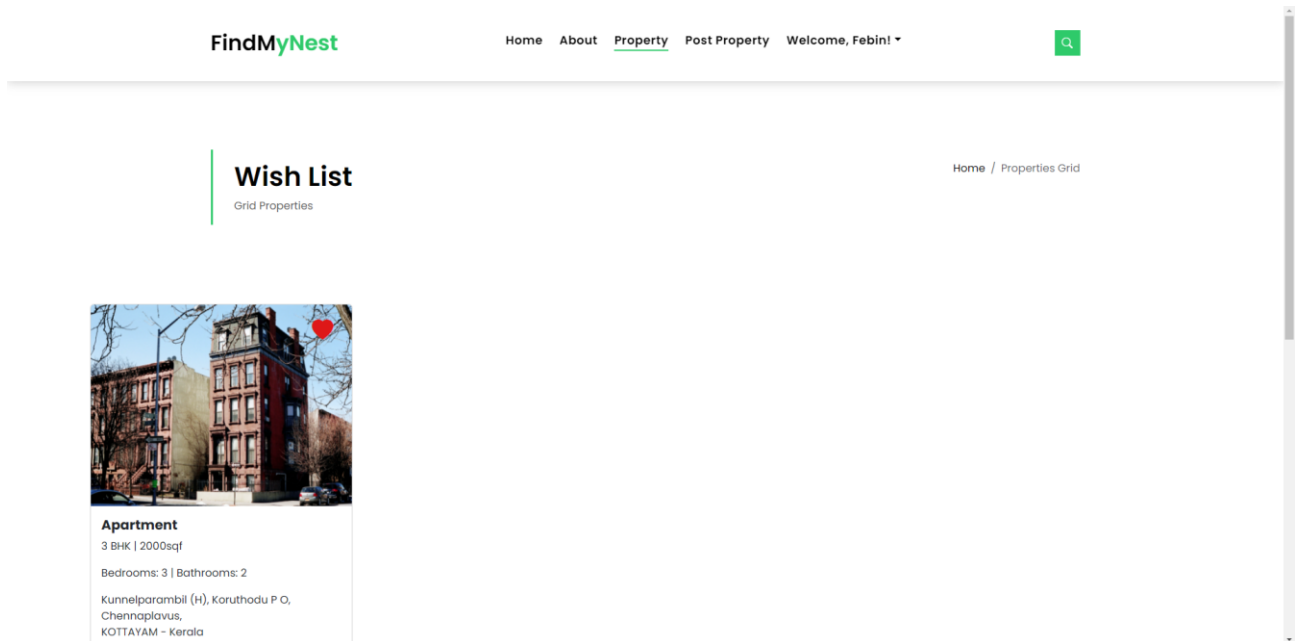 FindMyNest
Home About Property Post Property Welcome, Febin!
Wish List
Grid Properties
Home / Properties Grid
Apartment
3 BHK | 2000sqf
Bedrooms: 3 | Bathrooms: 2
Kunnelparambil (H), Koruthodu P O,
Chennaplavus,
KOTTAYAM - Kerala